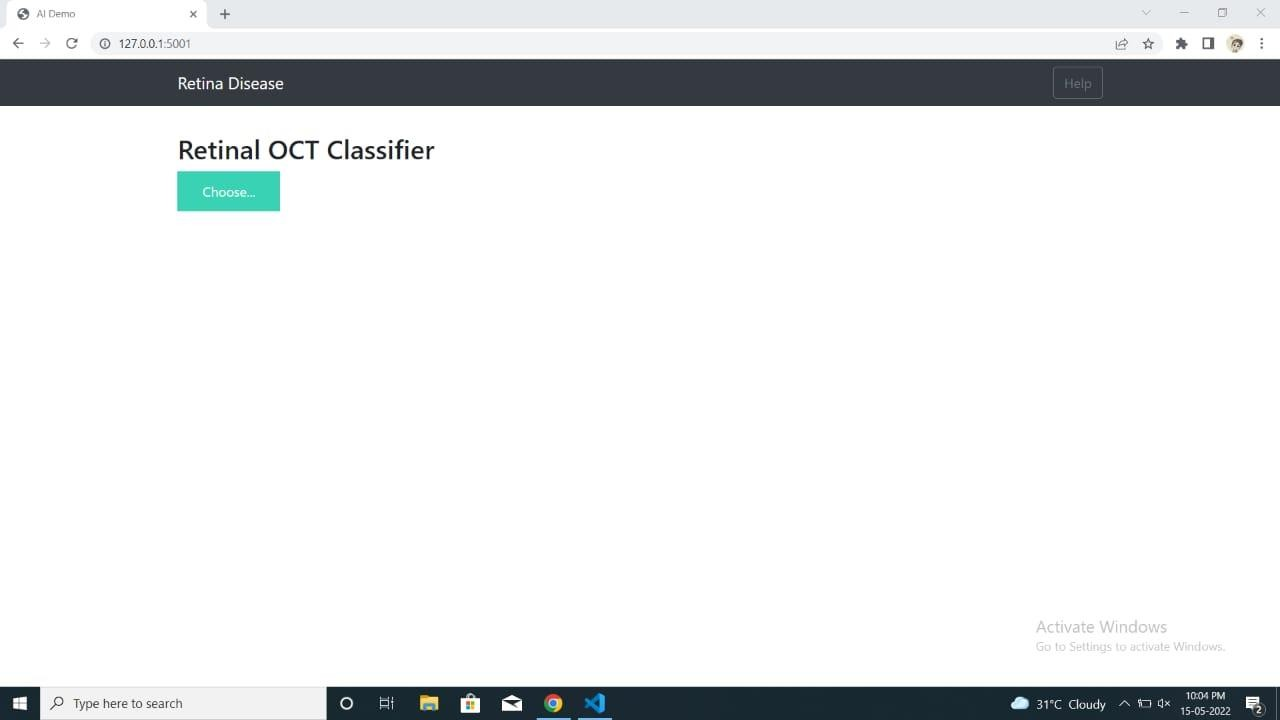 AI Demo
127.0.0.1:5001
Retina Disease
Help
Retinal OCT Classifier
Choose...
Activate Windows
Go to Settings to activate Windows.
Type here to search
31°C Cloudy
10:04 PM
15-05-2022
2